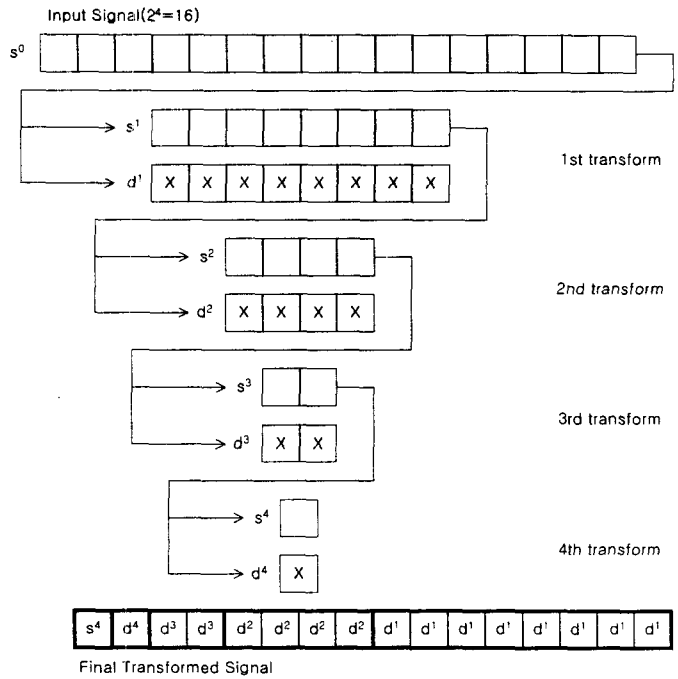 Input Signal(2⁴=16)
s⁰
s¹
1st transform
d¹ X X X X X X X X
s²
2nd transform
d² X X X X
s³
3rd transform
d³ X X
s⁴
4th transform
d⁴ X
s⁴ d⁴ d³ d³ d² d² d² d² d¹ d¹ d¹ d¹ d¹ d¹ d¹ d¹
Final Transformed Signal